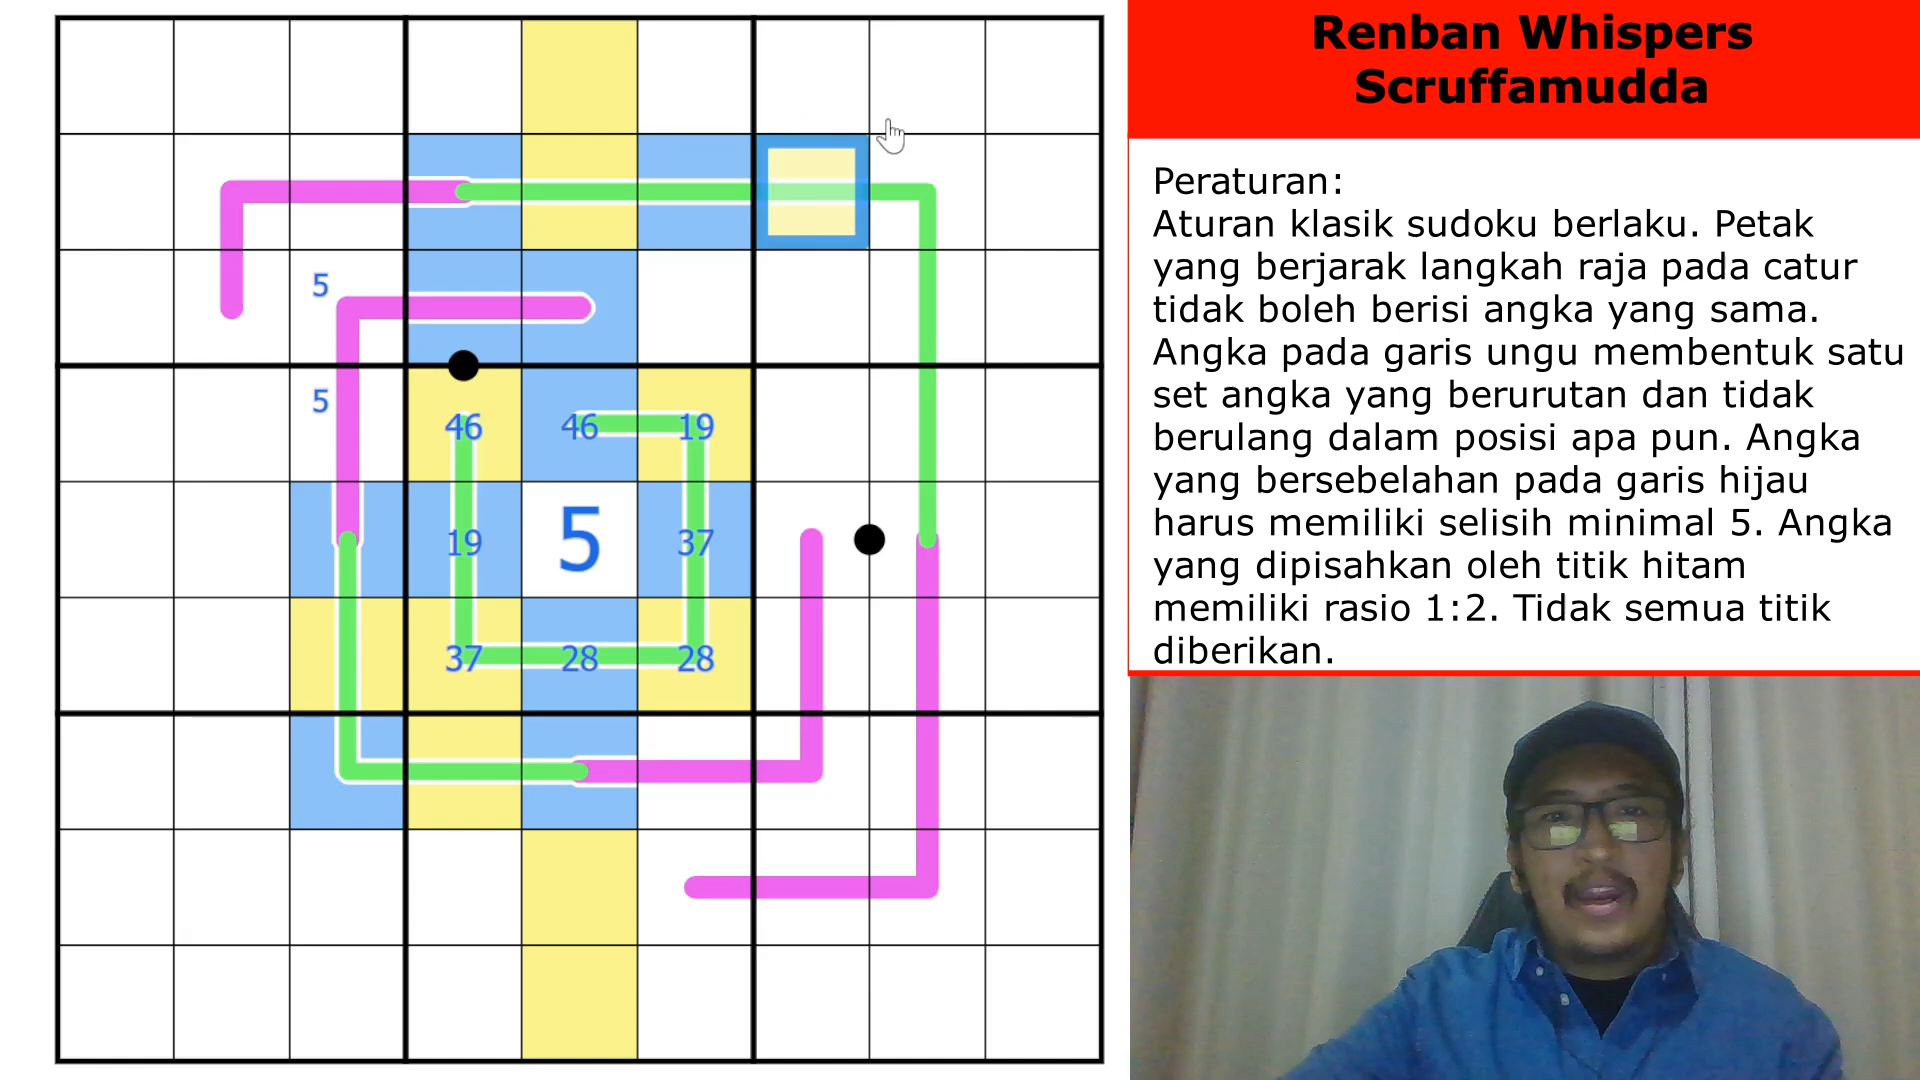 Renban Whispers
Scruffamudda
Peraturan:
Aturan klasik sudoku berlaku. Petak
yang berjarak langkah raja pada catur
tidak boleh berisi angka yang sama.
Angka pada garis ungu membentuk satu
set angka yang berurutan dan tidak
berulang dalam posisi apa pun. Angka
yang bersebelahan pada garis hijau
harus memiliki selisih minimal 5. Angka
yang dipisahkan oleh titik hitam
memiliki rasio 1:2. Tidak semua titik
diberikan.
5
5
46 46 19
19 5 37
37 28 28